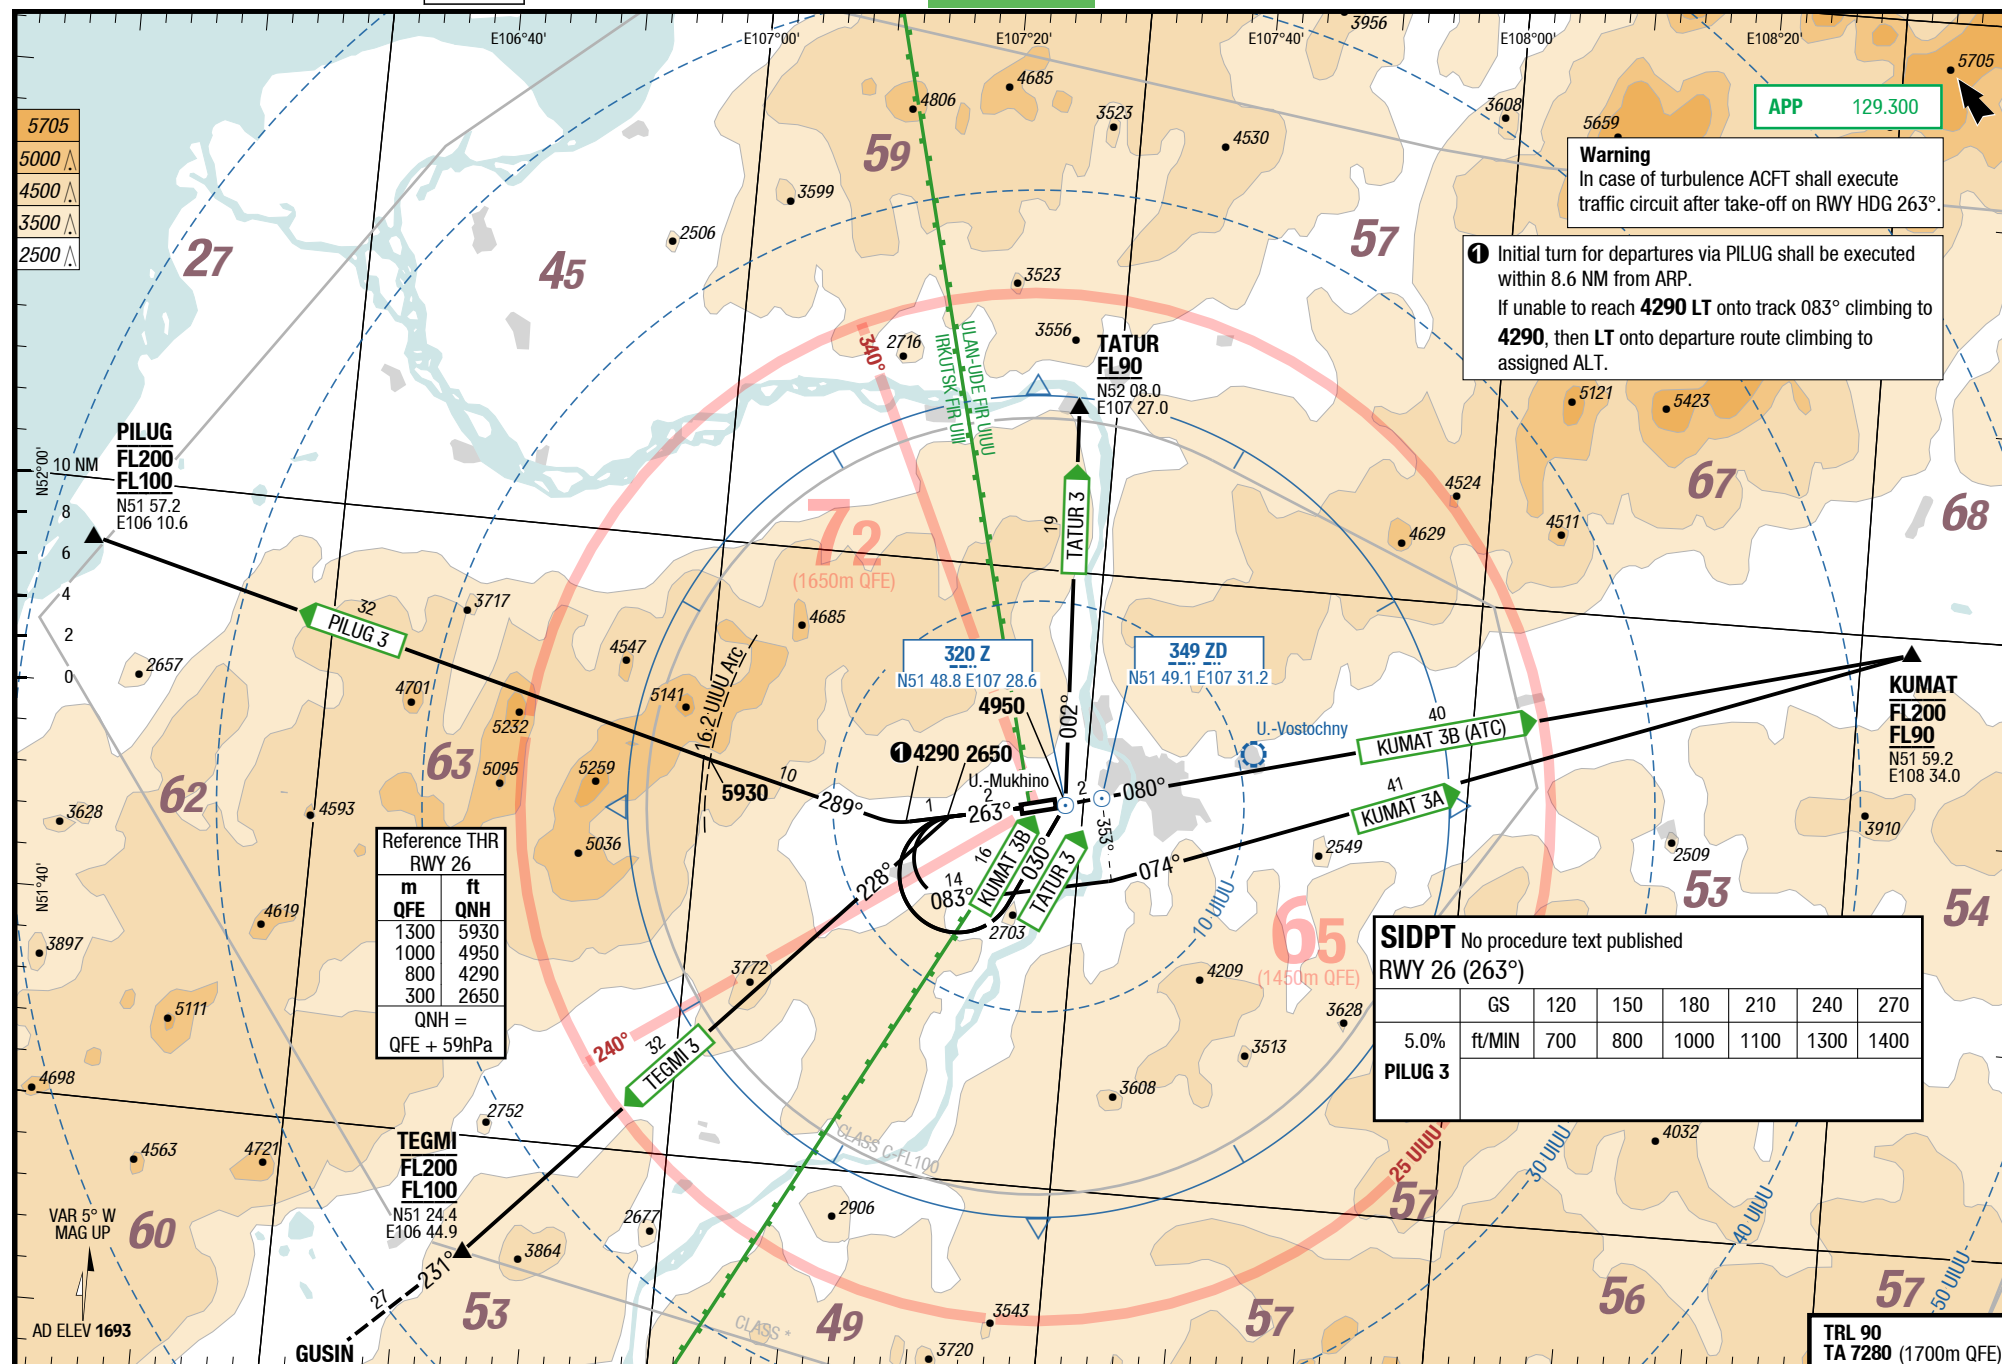 E106°40'
E107°00'
E107°20'
E107°40'
E108°00'
E108°20'
3956
5705
4685
4806
3523
4530
3608
5659
APP 129.300
5705
5000
4500
3500
2500
59
3599
2506
27
45
57
Warning
In case of turbulence ACFT shall execute
traffic circuit after take-off on RWY HDG 263°.
❶ Initial turn for departures via PILUG shall be executed
within 8.6 NM from ARP.
If unable to reach 4290 LT onto track 083° climbing to
4290, then LT onto departure route climbing to
assigned ALT.
3523
3556
2716
340°
ULAN-UDE FIR UIUU
IRKUTSK FIR UIII
TATUR
FL90
N52 08.0
E107 27.0
5121
5423
PILUG
FL200
FL100
N51 57.2
E106 10.6
N52°00'
10 NM
8
6
4
2
0
67
68
4524
4511
4629
72
(1650m QFE)
19
TATUR 3
32
PILUG 3
3717
4547
4685
2657
4701
5141
5232
16.2 UIUU Arc
320 Z
N51 48.8 E107 28.6
349 ZD
N51 49.1 E107 31.2
4950
002°
U.-Vostochny
40
KUMAT 3B (ATC)
KUMAT
FL200
FL90
N51 59.2
E108 34.0
62
63
5095
5259
10
5930
289°
❶4290 2650
U.-Mukhino
1
2
263°
2
080°
41
KUMAT 3A
3628
4593
5036
3910
2549
2509
Reference THR
RWY 26
m ft
QFE QNH
1300 5930
1000 4950
800 4290
300 2650
QNH =
QFE + 59hPa
N51°40'
228°
14
083°
16
KUMAT 3B
030°
TATUR 3
353°
074°
2703
10 UIUU
53
54
65
(1450m QFE)
4619
3897
5111
3772
4209
3628
3513
3608
SIDPT No procedure text published
RWY 26 (263°)
GS 120 150 180 210 240 270
5.0% ft/MIN 700 800 1000 1100 1300 1400
PILUG 3
240°
32
TEGMI 3
4698
2752
4563
4721
CLASS C-FL100
25 UIUU
30 UIUU
40 UIUU
50 UIUU
4032
TEGMI
FL200
FL100
N51 24.4
E106 44.9
VAR 5° W
MAG UP
60
2677
2906
3864
57
231°
27
53
49
57
56
57
CLASS *
3543
3720
AD ELEV 1693
GUSIN
TRL 90
TA 7280 (1700m QFE)